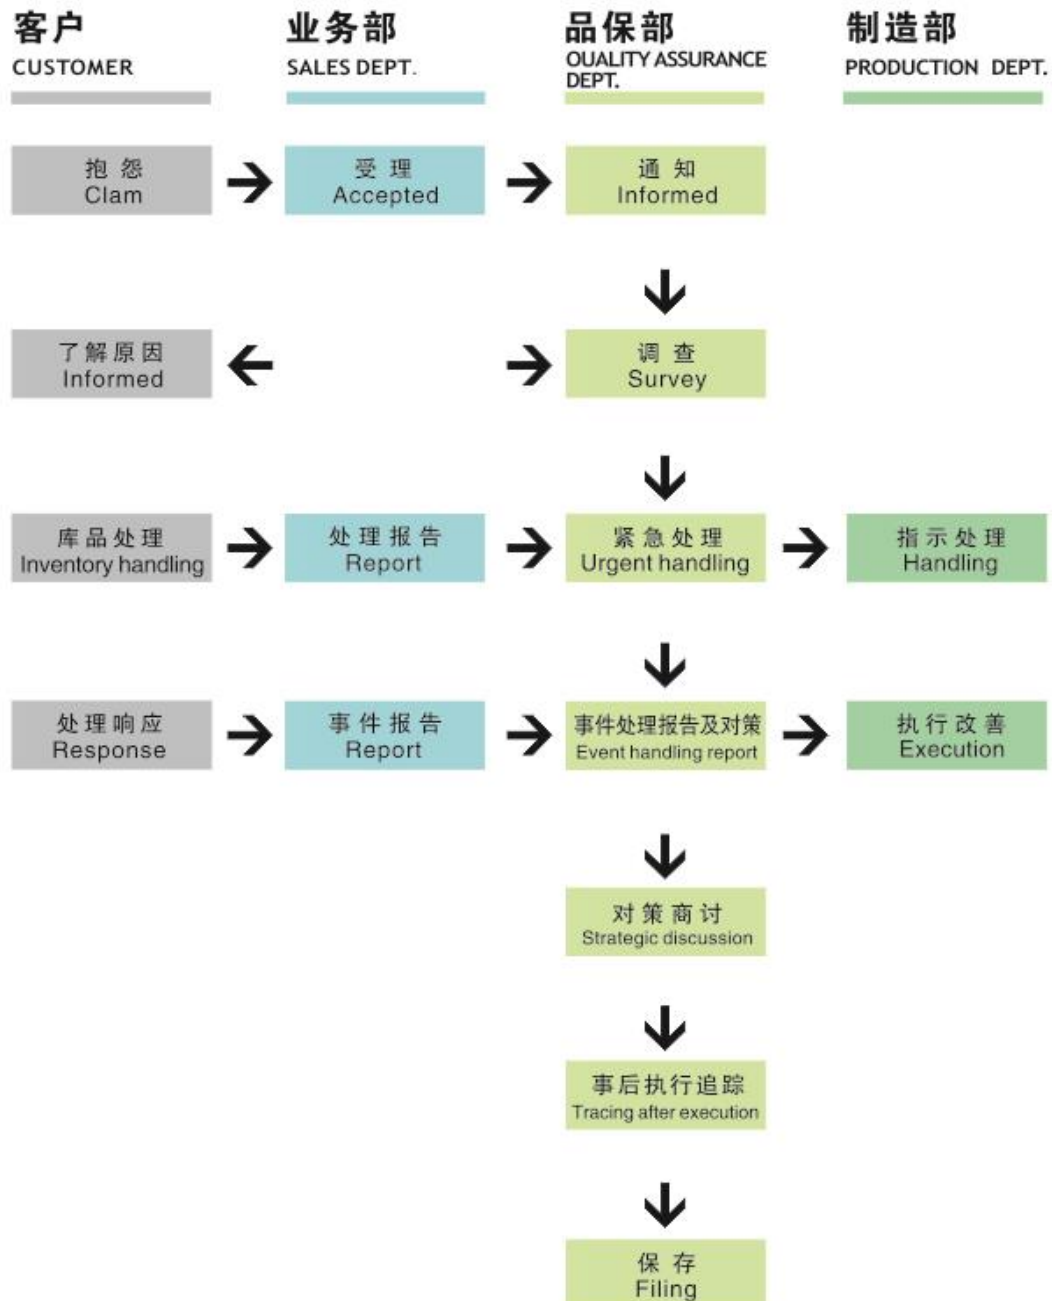 客户
CUSTOMER
业务部
SALES DEPT.
品保部
OUALITY ASSURANCE
DEPT.
制造部
PRODUCTION DEPT.
抱怨
Clam
受理
Accepted
通知
Informed
了解原因
Informed
调查
Survey
库品处理
Inventory handling
处理报告
Report
紧急处理
Urgent handling
指示处理
Handling
处理响应
Response
事件报告
Report
事件处理报告及对策
Event handling report
执行改善
Execution
对策商讨
Strategic discussion
事后执行追踪
Tracing after execution
保存
Filing